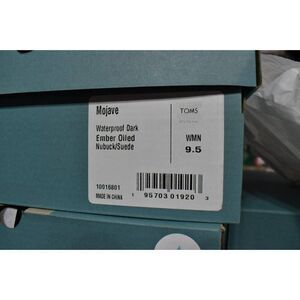 Mojave
TOMS
Waterproof Dark
Ember Oiled
Nubuck/Suede
WMN
9.5
10016801
MADE IN CHINA
1 95703 01920 3